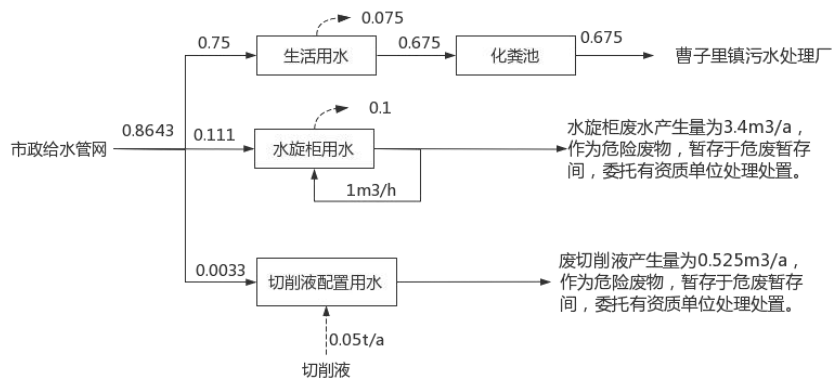 0.075
0.75
生活用水
0.675
化粪池
0.675
曹子里镇污水处理厂
0.1
市政给水管网
0.8643
0.111
水旋柜用水
1m3/h
水旋柜废水产生量为3.4m3/a，
作为危险废物，暂存于危废暂存
间，委托有资质单位处理处置。
0.0033
切削液配置用水
废切削液产生量为0.525m3/a，
作为危险废物，暂存于危废暂存
间，委托有资质单位处理处置。
0.05t/a
切削液